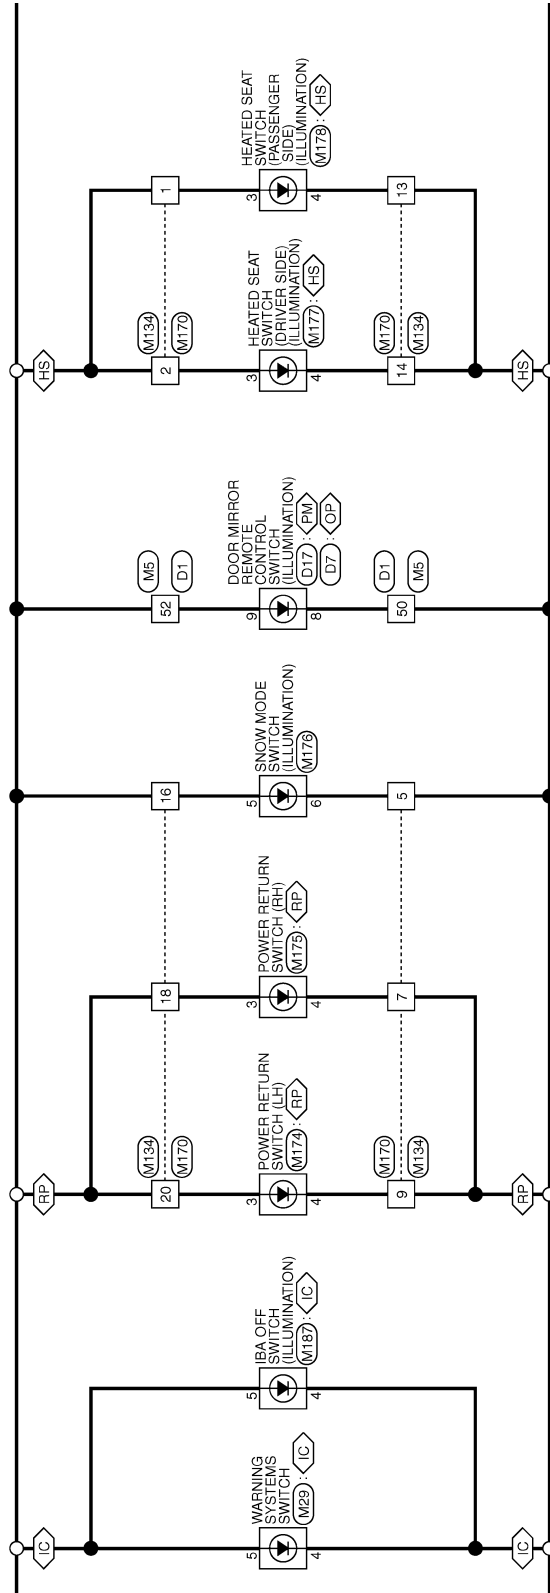 IC
WARNING
SYSTEMS
SWITCH
M29 : IC
5
4
IC
IBA OFF
SWITCH
(ILLUMINATION)
M187 : IC
5
4
RP
M134
20
M170
POWER RETURN
SWITCH (LH)
M174 : RP
3
4
M170
9
M134
RP
18
POWER RETURN
SWITCH (RH)
M175 : RP
3
4
7
16
SNOW MODE
SWITCH
(ILLUMINATION)
M176
5
6
5
M5
52
D1
DOOR MIRROR
REMOTE
CONTROL
SWITCH
(ILLUMINATION)
D17 : PM
D7 : OP
9
8
D1
50
M5
HS
M134
2
M170
HEATED SEAT
SWITCH
(DRIVER SIDE)
(ILLUMINATION)
M177 : HS
3
4
M170
14
M134
HS
1
HEATED SEAT
SWITCH
(PASSENGER
SIDE)
(ILLUMINATION)
M178 : HS
3
4
13